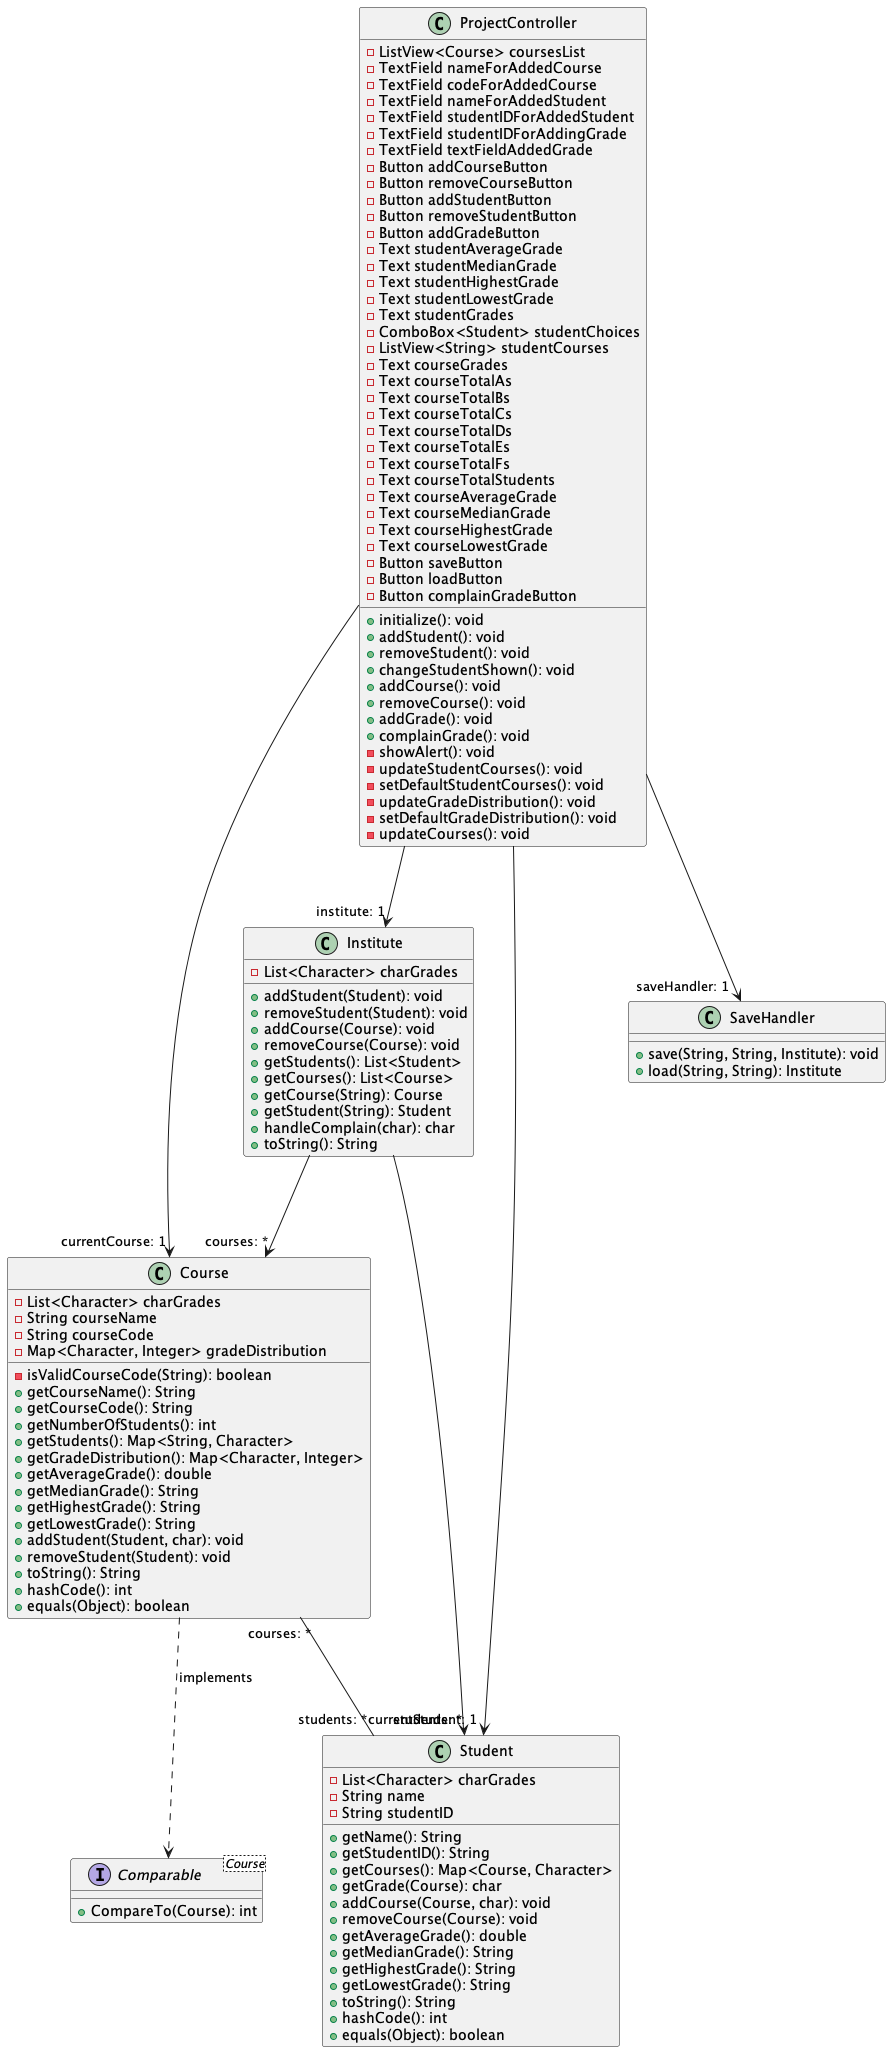 ProjectController
ListView<Course> coursesList
TextField nameForAddedCourse
TextField codeForAddedCourse
TextField nameForAddedStudent
TextField studentIDForAddedStudent
TextField studentIDForAddingGrade
TextField textFieldAddedGrade
Button addCourseButton
Button removeCourseButton
Button addStudentButton
Button removeStudentButton
Button addGradeButton
Text studentAverageGrade
Text studentMedianGrade
Text studentHighestGrade
Text studentLowestGrade
Text studentGrades
ComboBox<Student> studentChoices
ListView<String> studentCourses
Text courseGrades
Text courseTotalAs
Text courseTotalBs
Text courseTotalCs
Text courseTotalDs
Text courseTotalEs
Text courseTotalFs
Text courseTotalStudents
Text courseAverageGrade
Text courseMedianGrade
Text courseHighestGrade
Text courseLowestGrade
Button saveButton
Button loadButton
Button complainGradeButton
initialize(): void
addStudent(): void
removeStudent(): void
changeStudentShown(): void
addCourse(): void
removeCourse(): void
addGrade(): void
complainGrade(): void
showAlert(): void
updateStudentCourses(): void
setDefaultStudentCourses(): void
updateGradeDistribution(): void
setDefaultGradeDistribution(): void
updateCourses(): void
institute: 1
Institute
List<Character> charGrades
addStudent(Student): void
removeStudent(Student): void
addCourse(Course): void
removeCourse(Course): void
getStudents(): List<Student>
getCourses(): List<Course>
getCourse(String): Course
getStudent(String): Student
handleComplain(char): char
toString(): String
saveHandler: 1
SaveHandler
save(String, String, Institute): void
load(String, String): Institute
currentCourse: 1
courses: *
Course
List<Character> charGrades
String courseName
String courseCode
Map<Character, Integer> gradeDistribution
isValidCourseCode(String): boolean
getCourseName(): String
getCourseCode(): String
getNumberOfStudents(): int
getStudents(): Map<String, Character>
getGradeDistribution(): Map<Character, Integer>
getAverageGrade(): double
getMedianGrade(): String
getHighestGrade(): String
getLowestGrade(): String
addStudent(Student, char): void
removeStudent(Student): void
toString(): String
hashCode(): int
equals(Object): boolean
courses: *
implements
students: *
currentStudent: 1
Student
List<Character> charGrades
String name
String studentID
getName(): String
getStudentID(): String
getCourses(): Map<Course, Character>
getGrade(Course): char
addCourse(Course, char): void
removeCourse(Course): void
getAverageGrade(): double
getMedianGrade(): String
getHighestGrade(): String
getLowestGrade(): String
toString(): String
hashCode(): int
equals(Object): boolean
Comparable
Course
CompareTo(Course): int